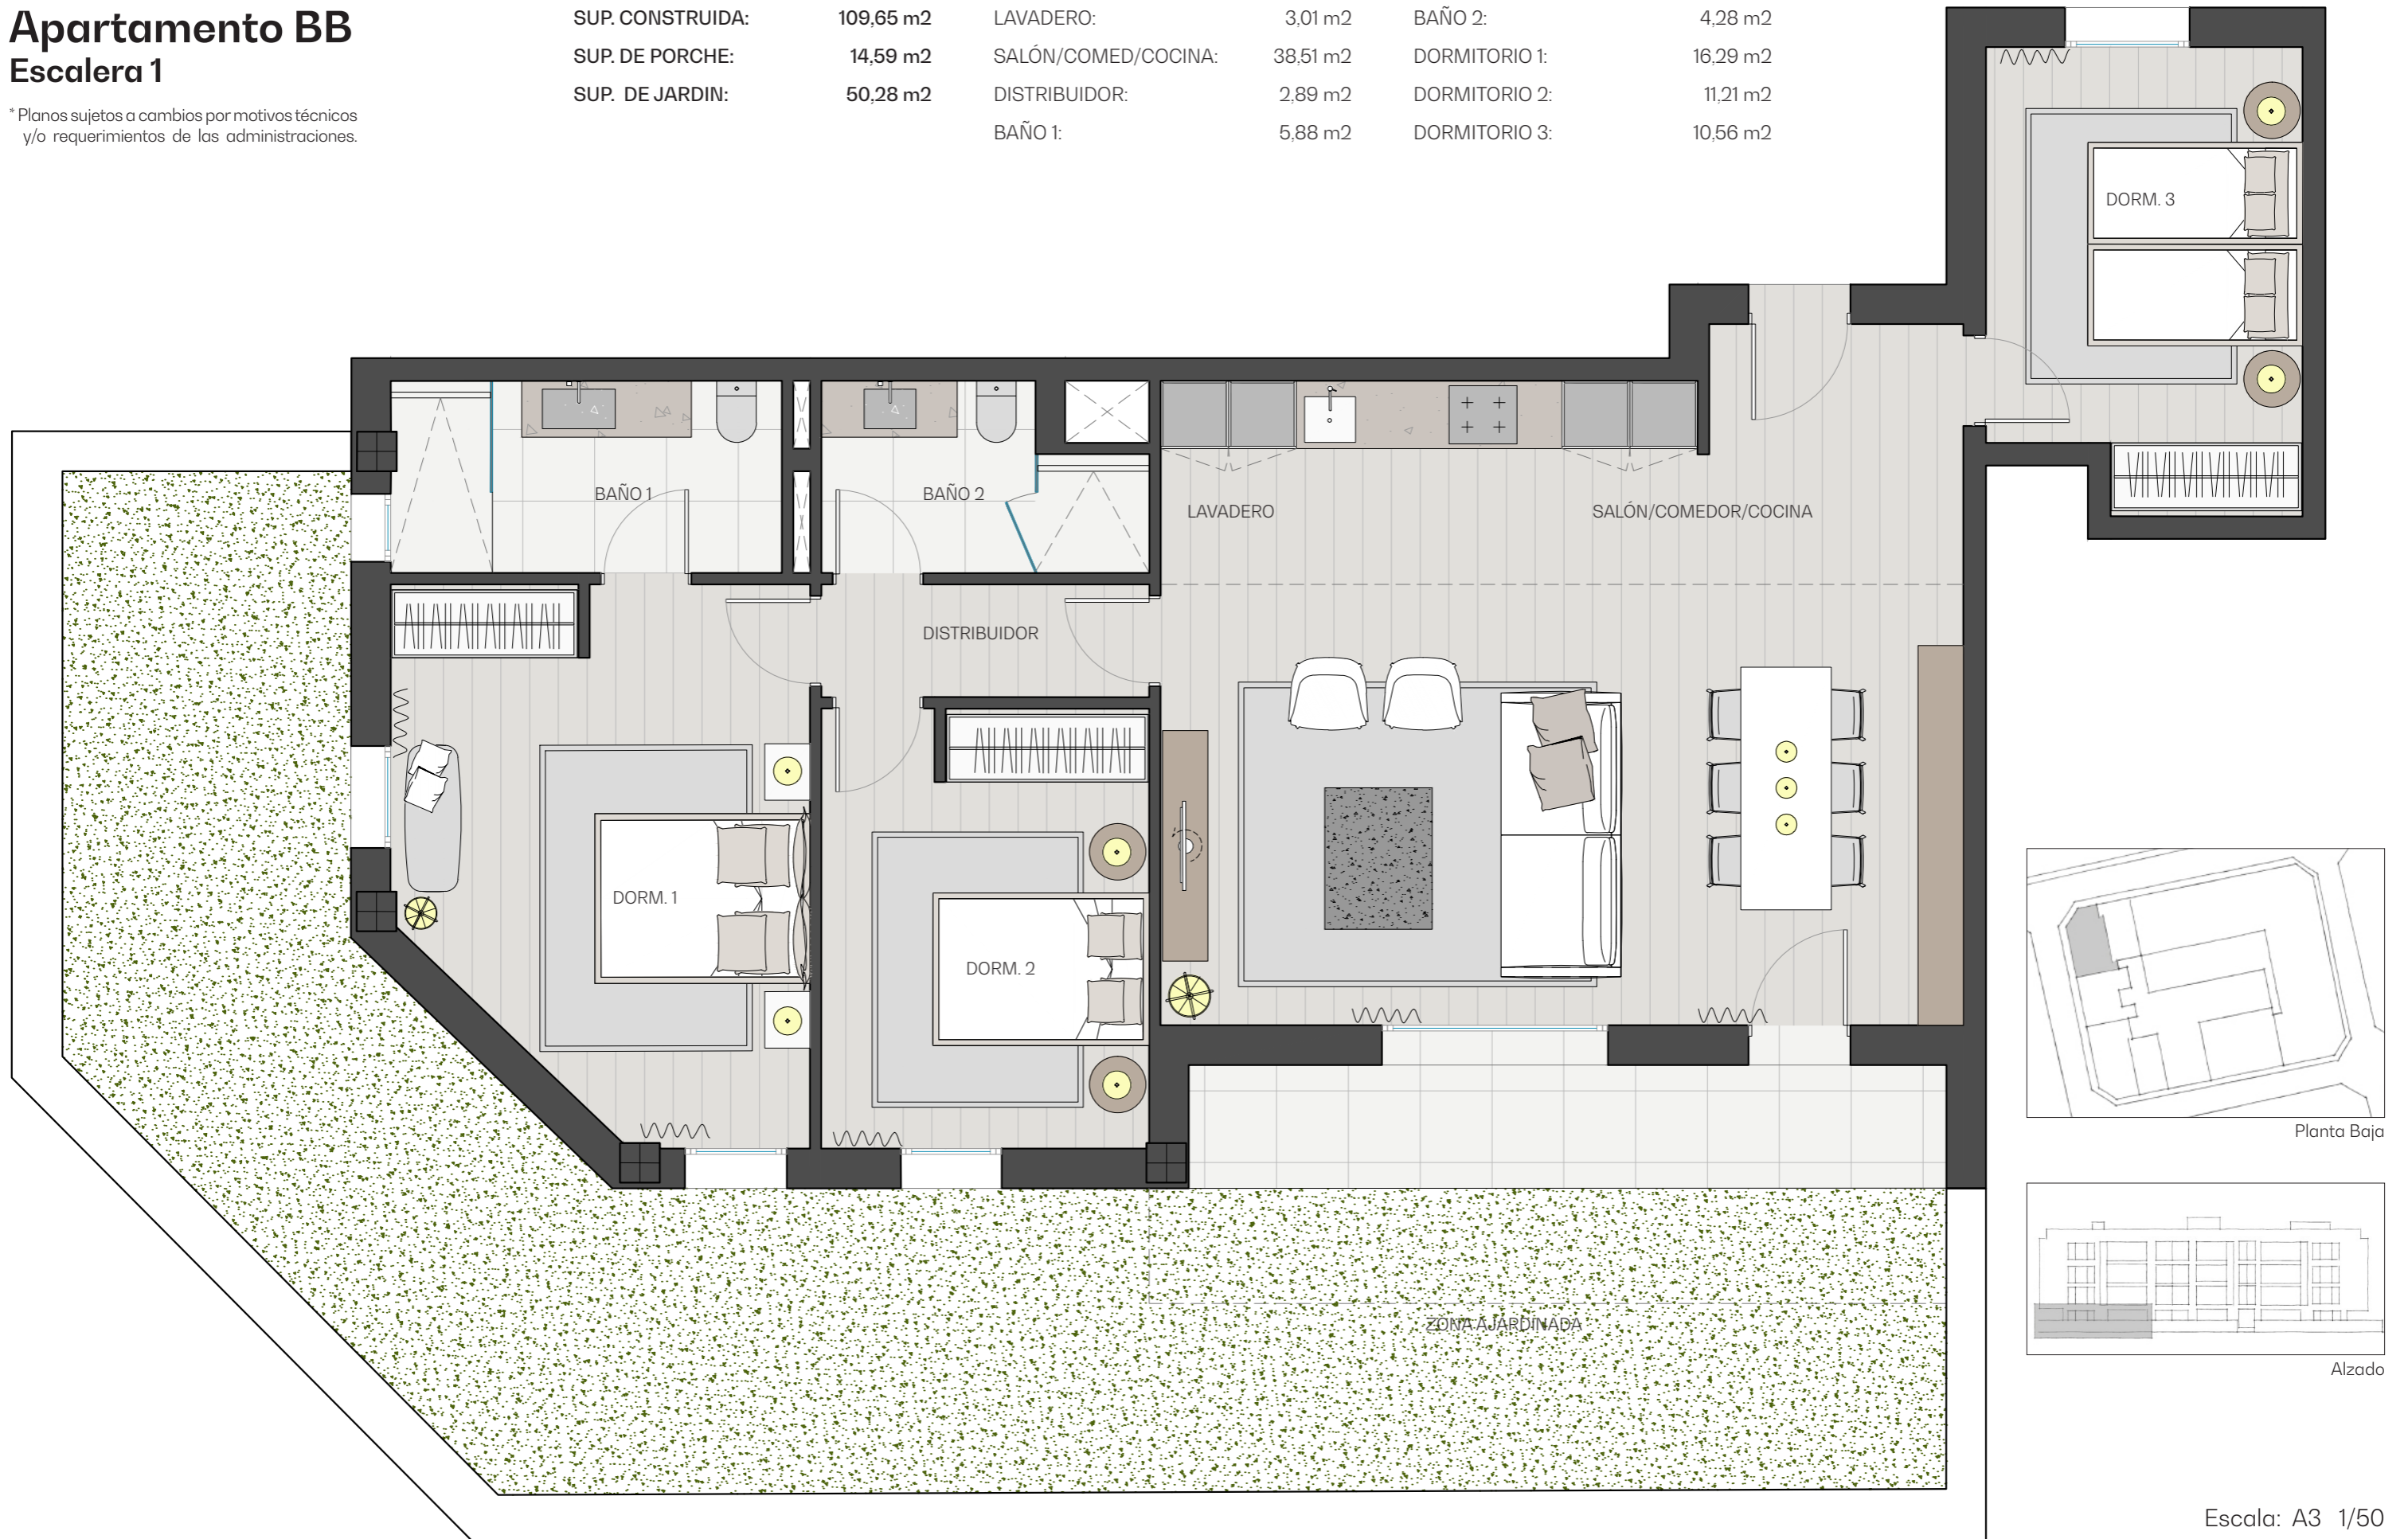 Apartamento BB
Escalera 1
* Planos sujetos a cambios por motivos técnicos
y/o requerimientos de las administraciones.
SUP. CONSTRUIDA: 109,65 m2
SUP. DE PORCHE: 14,59 m2
SUP. DE JARDIN: 50,28 m2
LAVADERO: 3,01 m2
SALÓN/COMED/COCINA: 38,51 m2
DISTRIBUIDOR: 2,89 m2
BAÑO 1: 5,88 m2
BAÑO 2: 4,28 m2
DORMITORIO 1: 16,29 m2
DORMITORIO 2: 11,21 m2
DORMITORIO 3: 10,56 m2
DORM. 3
BAÑO 1
BAÑO 2
LAVADERO
SALÓN/COMEDOR/COCINA
DISTRIBUIDOR
DORM. 1
DORM. 2
ZONA AJARDINADA
Planta Baja
Alzado
Escala: A3 1/50